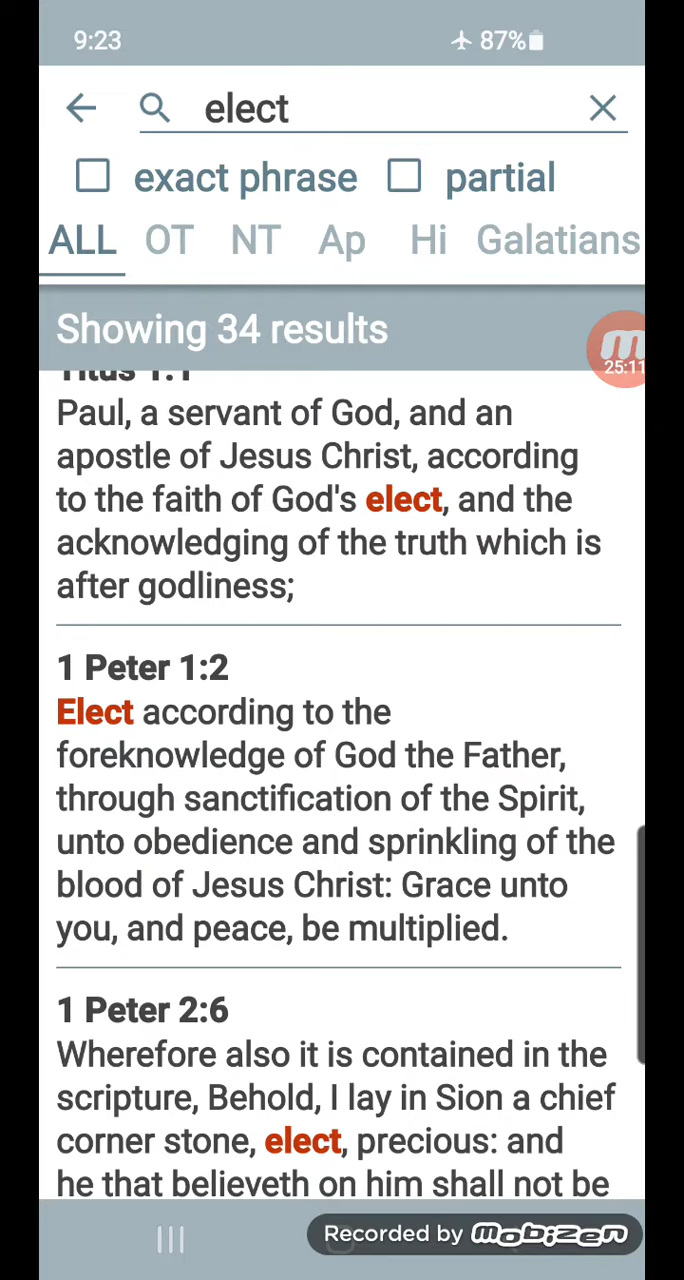 9:23 87%
elect
exact phrase partial
ALL OT NT Ap Hi Galatians
Showing 34 results
25:11
Titus 1:1
Paul, a servant of God, and an
apostle of Jesus Christ, according
to the faith of God's elect, and the
acknowledging of the truth which is
after godliness;
1 Peter 1:2
Elect according to the
foreknowledge of God the Father,
through sanctification of the Spirit,
unto obedience and sprinkling of the
blood of Jesus Christ: Grace unto
you, and peace, be multiplied.
1 Peter 2:6
Wherefore also it is contained in the
scripture, Behold, I lay in Sion a chief
corner stone, elect, precious: and
he that believeth on him shall not be
Recorded by mobizen